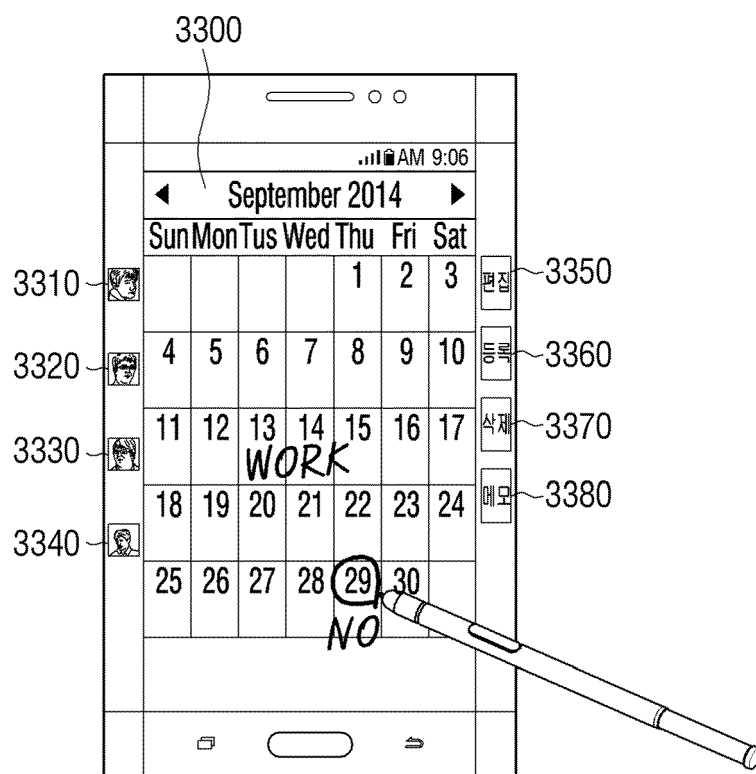 3300
AM 9:06
September 2014
Sun Mon Tus Wed Thu Fri Sat
1 2 3
3310
편집
3350
4 5 6 7 8 9 10
3320
등록
3360
11 12 13 14 15 16 17
WORK
3330
삭제
3370
18 19 20 21 22 23 24
3340
메모
3380
25 26 27 28 29 30
NO